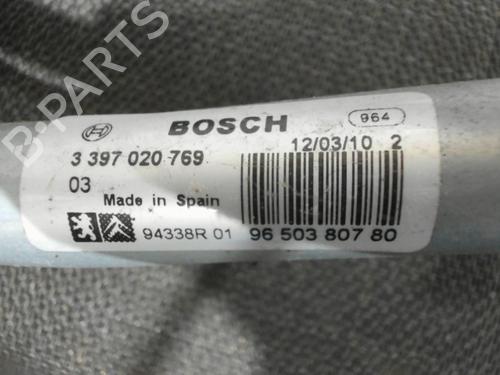 BOSCH
964
3 397 020 769
12/03/10 2
03
Made in Spain
94338R 01
96 503 807 80
B-PARTS